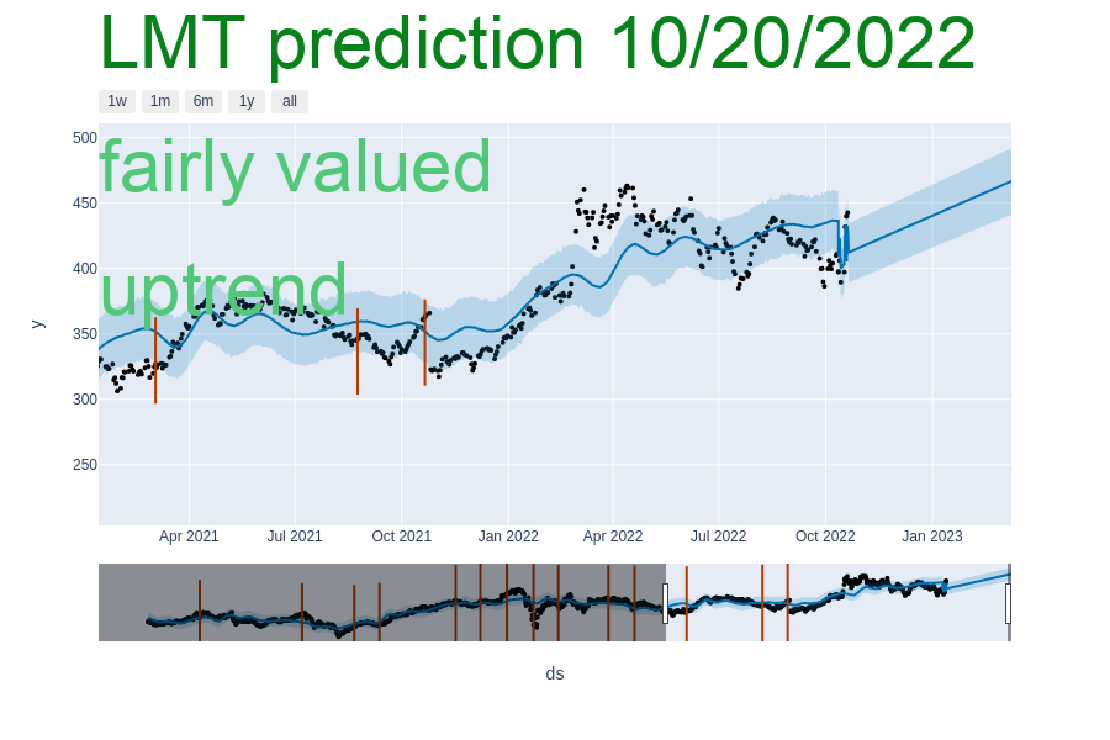 LMT prediction 10/20/2022
1w 1m 6m 1y all
fairly valued
uptrend
500
450
400
350
300
250
y
Apr 2021 Jul 2021 Oct 2021 Jan 2022 Apr 2022 Jul 2022 Oct 2022 Jan 2023
ds